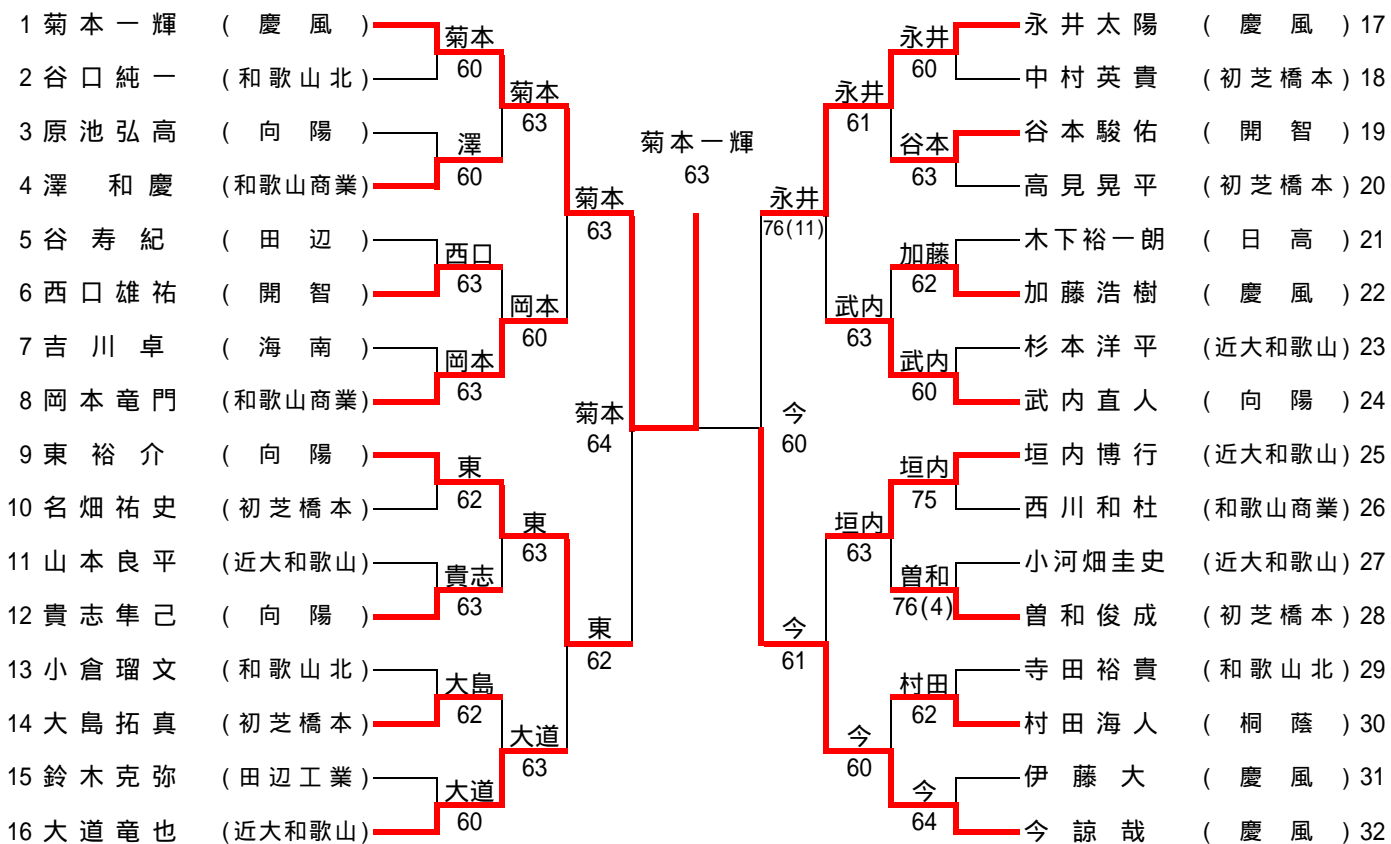 1 菊本一輝 (慶風)
菊本
60
2 谷口純一 (和歌山北)
菊本
63
3 原池弘高 (向陽)
澤
60
4 澤 和慶 (和歌山商業)
菊本
63
5 谷寿紀 (田辺)
西口
63
6 西口雄祐 (開智)
岡本
60
7 吉川卓 (海南)
岡本
63
8 岡本竜門 (和歌山商業)
菊本
64
9 東裕介 (向陽)
東
62
10 名畑祐史 (初芝橋本)
東
63
11 山本良平 (近大和歌山)
貴志
63
12 貴志隼己 (向陽)
東
62
13 小倉瑠文 (和歌山北)
大島
62
14 大島拓真 (初芝橋本)
大道
63
15 鈴木克弥 (田辺工業)
大道
60
16 大道竜也 (近大和歌山)
菊本一輝
63
永井太陽 (慶風) 17
永井
60
中村英貴 (初芝橋本) 18
永井
61
谷本駿佑 (開智) 19
谷本
63
高見晃平 (初芝橋本) 20
永井
76(11)
木下裕一朗 (日高) 21
加藤
62
加藤浩樹 (慶風) 22
武内
63
杉本洋平 (近大和歌山) 23
武内
60
武内直人 (向陽) 24
今
60
垣内博行 (近大和歌山) 25
垣内
75
西川和杜 (和歌山商業) 26
垣内
63
小河畑圭史 (近大和歌山) 27
曽和
76(4)
曽和俊成 (初芝橋本) 28
今
61
寺田裕貴 (和歌山北) 29
村田
62
村田海人 (桐蔭) 30
今
60
伊藤大 (慶風) 31
今
64
今諒哉 (慶風) 32